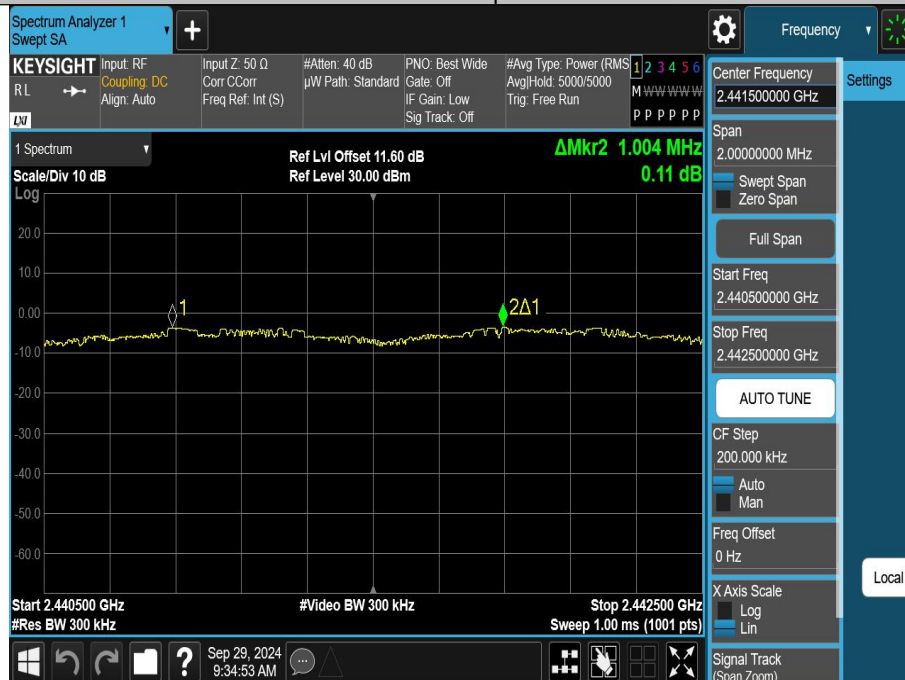 Spectrum Analyzer 1
Swept SA
Frequency
KEYSIGHT
RL
LXI
Input: RF
Coupling: DC
Align: Auto
Input Z: 50 Ω
Corr CCorr
Freq Ref: Int (S)
#Atten: 40 dB
µW Path: Standard
PNO: Best Wide
Gate: Off
IF Gain: Low
Sig Track: Off
#Avg Type: Power (RMS
Avg|Hold: 5000/5000
Trig: Free Run
1 2 3 4 5 6
M W W W W W
P P P P P P
1 Spectrum
Scale/Div 10 dB
Log
Ref Lvl Offset 11.60 dB
Ref Level 30.00 dBm
ΔMkr2 1.004 MHz
0.11 dB
20.0
10.0
0.00
-10.0
-20.0
-30.0
-40.0
-50.0
-60.0
1
2Δ1
Start 2.440500 GHz
#Res BW 300 kHz
#Video BW 300 kHz
Stop 2.442500 GHz
Sweep 1.00 ms (1001 pts)
?
Sep 29, 2024
9:34:53 AM
Center Frequency
2.441500000 GHz
Settings
Span
2.00000000 MHz
Swept Span
Zero Span
Full Span
Start Freq
2.440500000 GHz
Stop Freq
2.442500000 GHz
AUTO TUNE
CF Step
200.000 kHz
Auto
Man
Freq Offset
0 Hz
Local
X Axis Scale
Log
Lin
Signal Track
(Span Zoom)